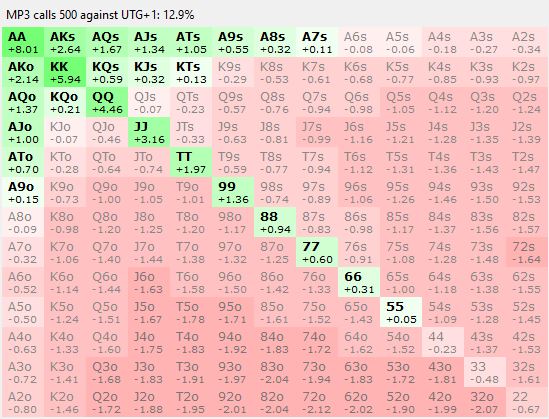 MP3 calls 500 against UTG+1: 12.9%
AA AKs AQs AJs ATs A9s A8s A7s A6s A5s A4s A3s A2s
+8.01 +2.64 +1.67 +1.34 +1.05 +0.55 +0.32 +0.11 -0.08 -0.06 -0.18 -0.27 -0.34
AKo KK KQs KJs KTs K9s K8s K7s K6s K5s K4s K3s K2s
+2.14 +5.94 +0.59 +0.32 +0.13 -0.29 -0.53 -0.61 -0.68 -0.77 -0.85 -0.93 -0.97
AQo KQo QQ QJs QTs Q9s Q8s Q7s Q6s Q5s Q4s Q3s Q2s
+1.37 +0.21 +4.46 -0.07 -0.23 -0.57 -0.76 -0.94 -0.98 -1.05 -1.12 -1.20 -1.24
AJo KJo QJo JJ JTs J9s J8s J7s J6s J5s J4s J3s J2s
+1.00 -0.07 -0.46 +3.16 -0.33 -0.63 -0.81 -0.99 -1.16 -1.21 -1.28 -1.35 -1.39
ATo KTo QTo JTo TT T9s T8s T7s T6s T5s T4s T3s T2s
+0.70 -0.28 -0.64 -0.74 +1.97 -0.59 -0.77 -0.94 -1.12 -1.31 -1.36 -1.43 -1.47
A9o K9o Q9o J9o T9o 99 98s 97s 96s 95s 94s 93s 92s
+0.15 -0.73 -1.00 -1.05 -1.01 +1.36 -0.74 -0.89 -1.06 -1.26 -1.46 -1.50 -1.53
A8o K8o Q8o J8o T8o 98o 88 87s 86s 85s 84s 83s 82s
-0.09 -0.98 -1.20 -1.25 -1.20 -1.17 +0.94 -0.83 -0.98 -1.17 -1.37 -1.56 -1.57
A7o K7o Q7o J7o T7o 97o 87o 77 76s 75s 74s 73s 72s
-0.32 -1.06 -1.40 -1.44 -1.38 -1.32 -1.25 +0.60 -0.91 -1.08 -1.28 -1.48 -1.64
A6o K6o Q6o J6o T6o 96o 86o 76o 66 65s 64s 63s 62s
-0.52 -1.14 -1.44 -1.63 -1.58 -1.50 -1.42 -1.33 +0.31 -1.00 -1.18 -1.38 -1.55
A5o K5o Q5o J5o T5o 95o 85o 75o 65o 55 54s 53s 52s
-0.50 -1.24 -1.51 -1.67 -1.78 -1.71 -1.61 -1.52 -1.43 +0.05 -1.09 -1.28 -1.45
A4o K4o Q4o J4o T4o 94o 84o 74o 64o 54o 44 43s 42s
-0.63 -1.33 -1.60 -1.75 -1.83 -1.92 -1.83 -1.72 -1.62 -1.52 -0.23 -1.37 -1.53
A3o K3o Q3o J3o T3o 93o 83o 73o 63o 53o 43o 33 32s
-0.72 -1.41 -1.68 -1.83 -1.91 -1.97 -2.03 -1.94 -1.83 -1.72 -1.81 -0.48 -1.61
A2o K2o Q2o J2o T2o 92o 82o 72o 62o 52o 42o 32o 22
-0.80 -1.46 -1.72 -1.88 -1.95 -2.01 -2.04 -2.12 -2.02 -1.90 -1.99 -2.07 -0.67